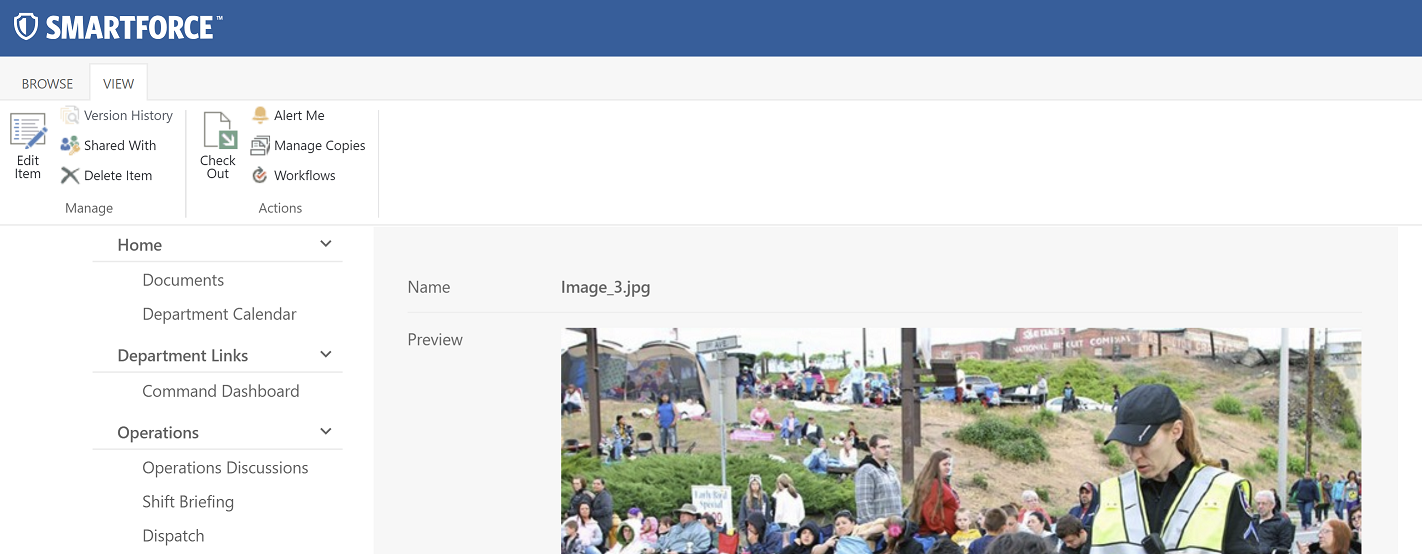 SMARTFORCE™
BROWSE
VIEW
Edit
Item
Version History
Shared With
Delete Item
Manage
Check
Out
Alert Me
Manage Copies
Workflows
Actions
Home
Documents
Department Calendar
Department Links
Command Dashboard
Operations
Operations Discussions
Shift Briefing
Dispatch
Name
Image_3.jpg
Preview
AVE
NATIONAL BISCUIT COMPANY
Early Bird
Special